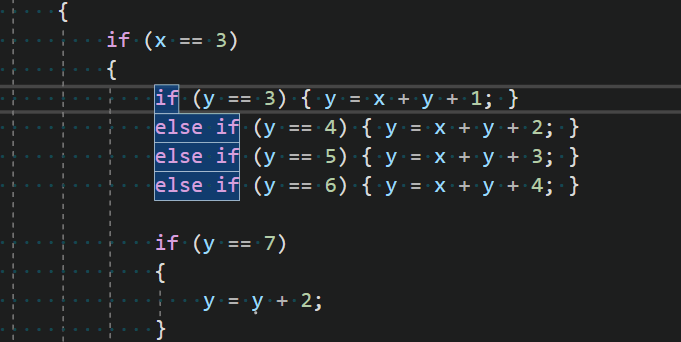 {
if (x == 3)
{
if (y == 3) { y = x + y + 1; }
else if (y == 4) { y = x + y + 2; }
else if (y == 5) { y = x + y + 3; }
else if (y == 6) { y = x + y + 4; }
if (y == 7)
{
y = y + 2;
}